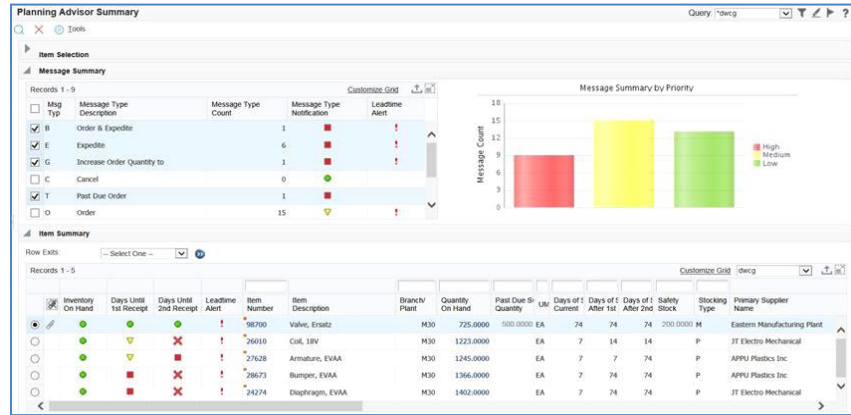 Planning Advisor Summary
Query: *dwcg
Tools
Item Selection
Message Summary
Records 1 - 9
Customize Grid
Msg Typ
Message Type Description
Message Type Count
Message Type Notification
Leadtime Alert
B Order & Expedite 1 !
E Expedite 6 !
G Increase Order Quantity to 1 !
C Cancel 0
T Past Due Order 1
O Order 15 !
Message Summary by Priority
Message Count
18
15
12
9
6
3
0
High
Medium
Low
Item Summary
Row Exits:
-- Select One --
Records 1 - 5
Customize Grid dwcg
Inventory On Hand
Days Until 1st Receipt
Days Until 2nd Receipt
Leadtime Alert
Item Number
Item Description
Branch/ Plant
Quantity On Hand
Past Due S Quantity
UM
Days of S Current
Days of S After 1st
Days of S After 2nd
Safety Stock
Stocking Type
Primary Supplier Name
! 98700 Valve, Ersatz M30 725.0000 500.0000 EA 74 74 74 200.0000 M Eastern Manufacturing Plant
! 26010 Coil, 18V M30 1223.0000 EA 7 14 14 P JT Electro Mechanical
! 27628 Armature, EVAA M30 1245.0000 EA 7 7 74 P APPU Plastics Inc
! 28673 Bumper, EVAA M30 1366.0000 EA 7 74 74 P APPU Plastics Inc
! 24274 Diaphragm, EVAA M30 1402.0000 EA 7 74 74 P JT Electro Mechanical